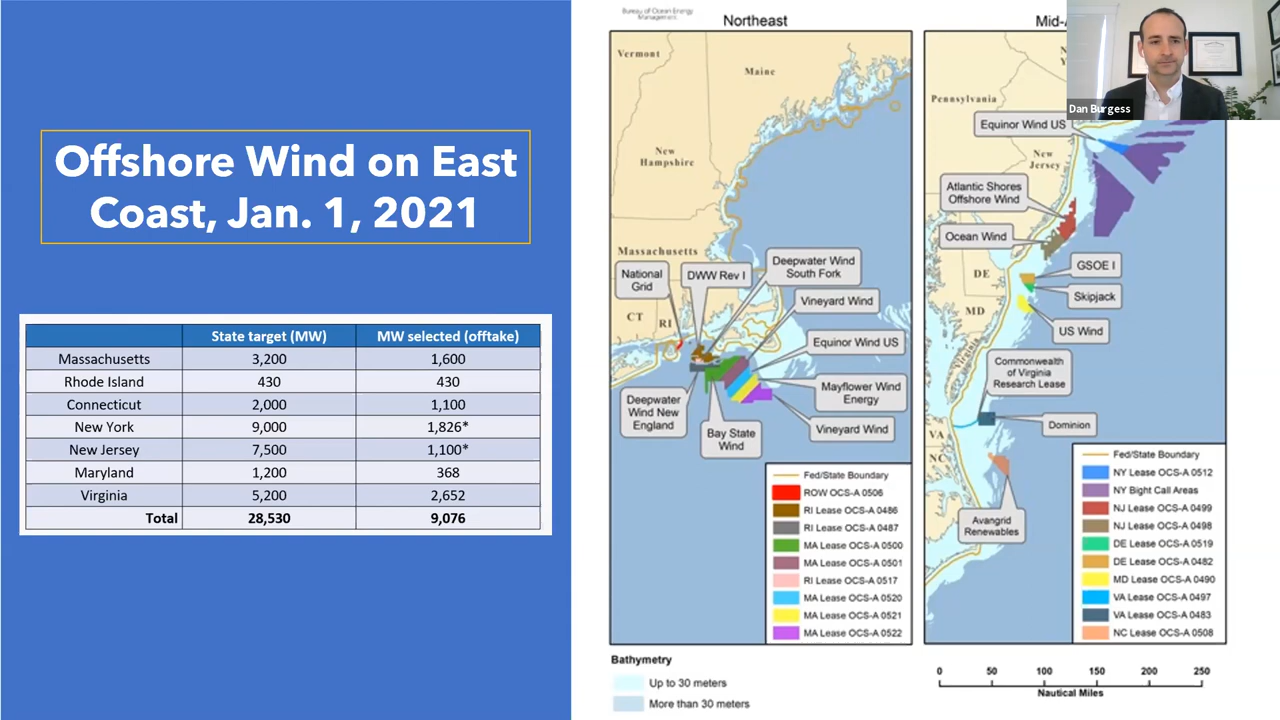 Offshore Wind on East
Coast, Jan. 1, 2021
State target (MW) MW selected (offtake)
Massachusetts 3,200 1,600
Rhode Island 430 430
Connecticut 2,000 1,100
New York 9,000 1,826*
New Jersey 7,500 1,100*
Maryland 1,200 368
Virginia 5,200 2,652
Total 28,530 9,076
Bureau of Ocean Energy
Management
Northeast
Vermont
Maine
New
Hampshire
Massachusetts
National
Grid
DWW Rev I
Deepwater Wind
South Fork
Vineyard Wind
CT
RI
Equinor Wind US
Mayflower Wind
Energy
Deepwater
Wind New
England
Bay State
Wind
Vineyard Wind
Fed/State Boundary
ROW OCS-A 0506
RI Lease OCS-A 0486
RI Lease OCS-A 0487
MA Lease OCS-A 0500
MA Lease OCS-A 0501
RI Lease OCS-A 0517
MA Lease OCS-A 0520
MA Lease OCS-A 0521
MA Lease OCS-A 0522
Bathymetry
Up to 30 meters
More than 30 meters
Mid-
Pennsylvania
Equinor Wind US
New
Jersey
Atlantic Shores
Offshore Wind
Ocean Wind
DE
GSOE I
Skipjack
MD
US Wind
Virginia
Commonwealth
of Virginia
Research Lease
VA
Dominion
NC
Avangrid
Renewables
Fed/State Boundary
NY Lease OCS-A 0512
NY Bight Call Areas
NJ Lease OCS-A 0499
NJ Lease OCS-A 0498
DE Lease OCS-A 0519
DE Lease OCS-A 0482
MD Lease OCS-A 0490
VA Lease OCS-A 0497
VA Lease OCS-A 0483
NC Lease OCS-A 0508
0 50 100 150 200 250
Nautical Miles
Dan Burgess